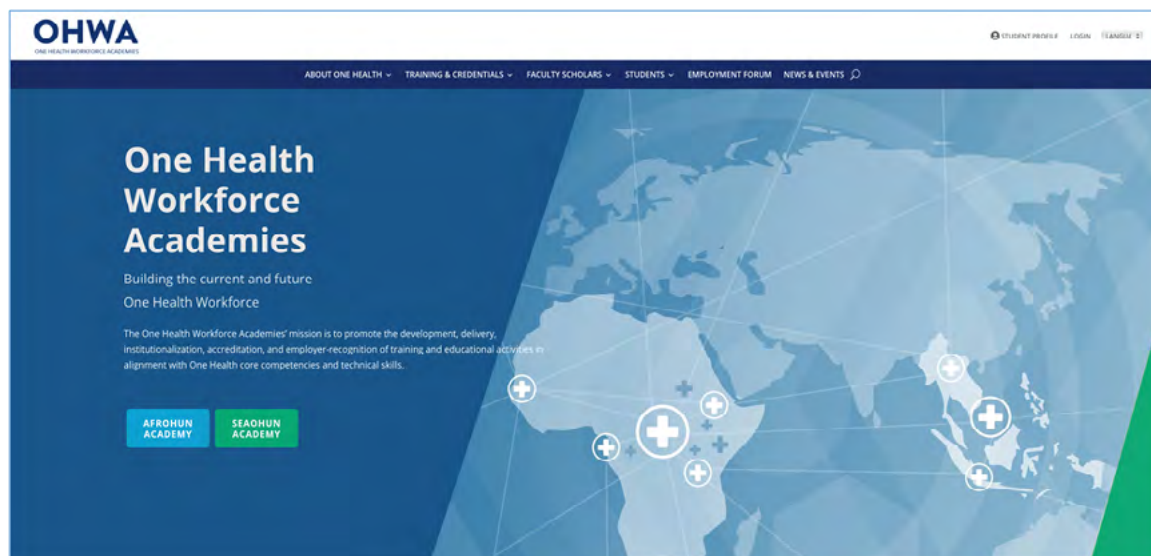 OHWA
ONE HEALTH WORKFORCE ACADEMIES
STUDENT PROFILE LOGIN
ABOUT ONE HEALTH TRAINING & CREDENTIALS FACULTY SCHOLARS STUDENTS EMPLOYMENT FORUM NEWS & EVENTS
One Health
Workforce
Academies
Building the current and future
One Health Workforce
The One Health Workforce Academies' mission is to promote the development, delivery,
institutionalization, accreditation, and employer-recognition of training and educational activities in
alignment with One Health core competencies and technical skills.
AFROHUN
ACADEMY
SEAOHUN
ACADEMY